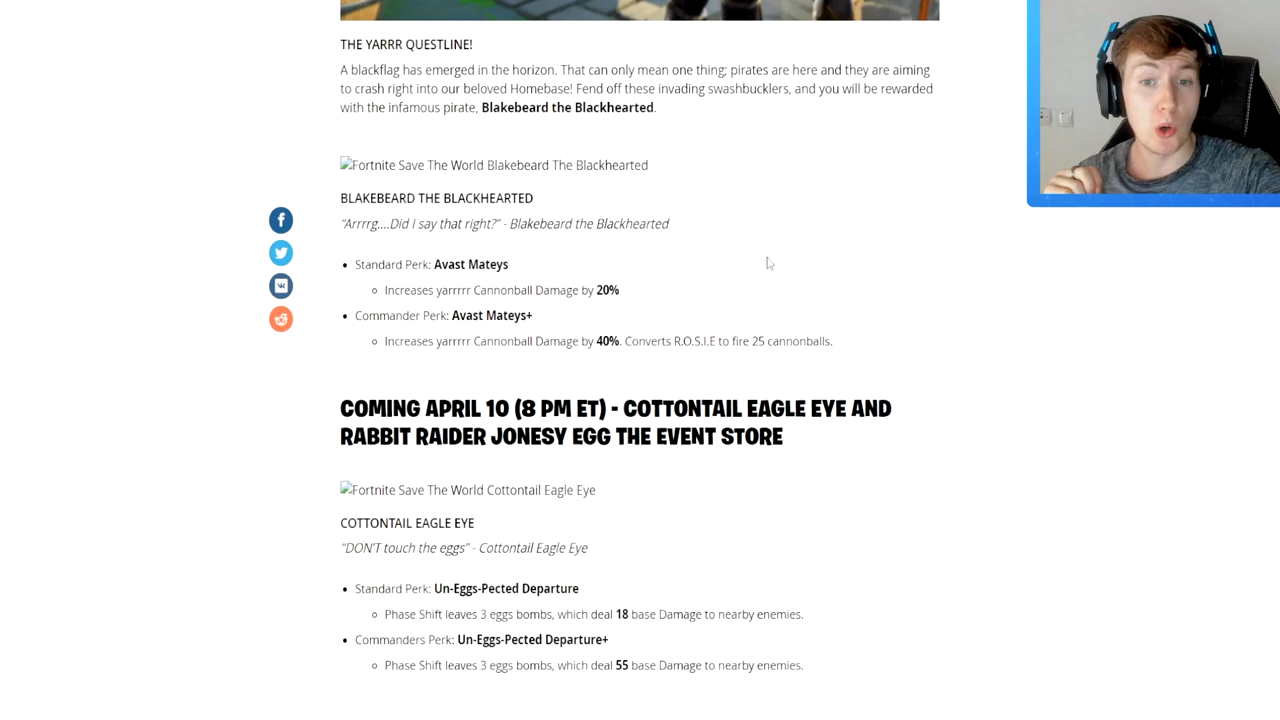 THE YARRR QUESTLINE!
A blackflag has emerged in the horizon. That can only mean one thing; pirates are here and they are aiming
to crash right into our beloved Homebase! Fend off these invading swashbucklers, and you will be rewarded
with the infamous pirate, Blakebeard the Blackhearted.
Fortnite Save The World Blakebeard The Blackhearted
BLAKEBEARD THE BLACKHEARTED
“Arrrrg....Did I say that right?” - Blakebeard the Blackhearted
• Standard Perk: Avast Mateys
◦ Increases yarrrrr Cannonball Damage by 20%
• Commander Perk: Avast Mateys+
◦ Increases yarrrrr Cannonball Damage by 40%. Converts R.O.S.I.E to fire 25 cannonballs.
COMING APRIL 10 (8 PM ET) - COTTONTAIL EAGLE EYE AND
RABBIT RAIDER JONESY EGG THE EVENT STORE
Fortnite Save The World Cottontail Eagle Eye
COTTONTAIL EAGLE EYE
“DON’T touch the eggs” - Cottontail Eagle Eye
• Standard Perk: Un-Eggs-Pected Departure
◦ Phase Shift leaves 3 eggs bombs, which deal 18 base Damage to nearby enemies.
• Commanders Perk: Un-Eggs-Pected Departure+
◦ Phase Shift leaves 3 eggs bombs, which deal 55 base Damage to nearby enemies.